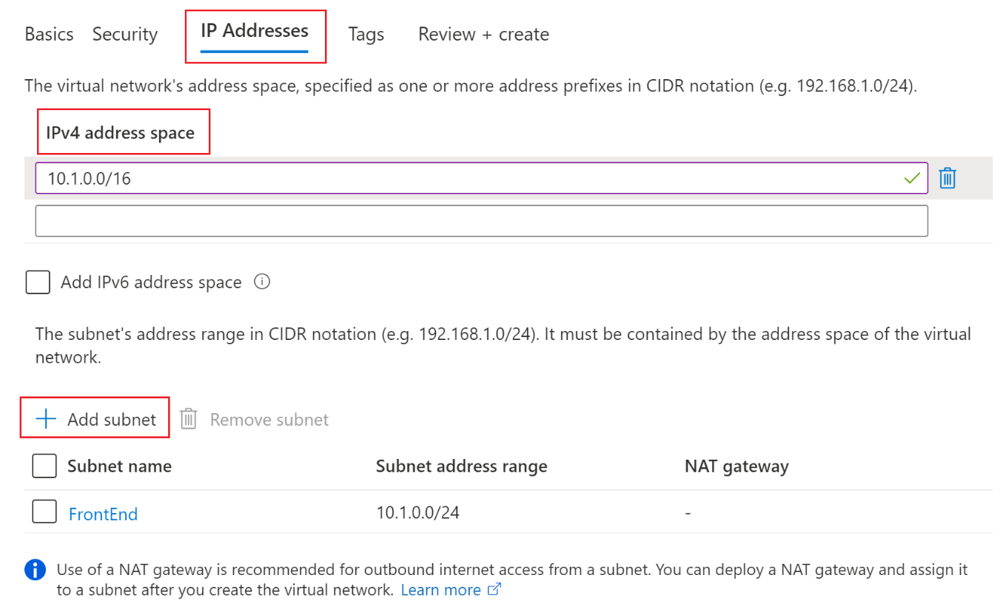 Basics Security IP Addresses Tags Review + create
The virtual network's address space, specified as one or more address prefixes in CIDR notation (e.g. 192.168.1.0/24).
IPv4 address space
10.1.0.0/16
Add IPv6 address space
The subnet's address range in CIDR notation (e.g. 192.168.1.0/24). It must be contained by the address space of the virtual
network.
Add subnet Remove subnet
Subnet name Subnet address range NAT gateway
FrontEnd 10.1.0.0/24 -
Use of a NAT gateway is recommended for outbound internet access from a subnet. You can deploy a NAT gateway and assign it
to a subnet after you create the virtual network. Learn more